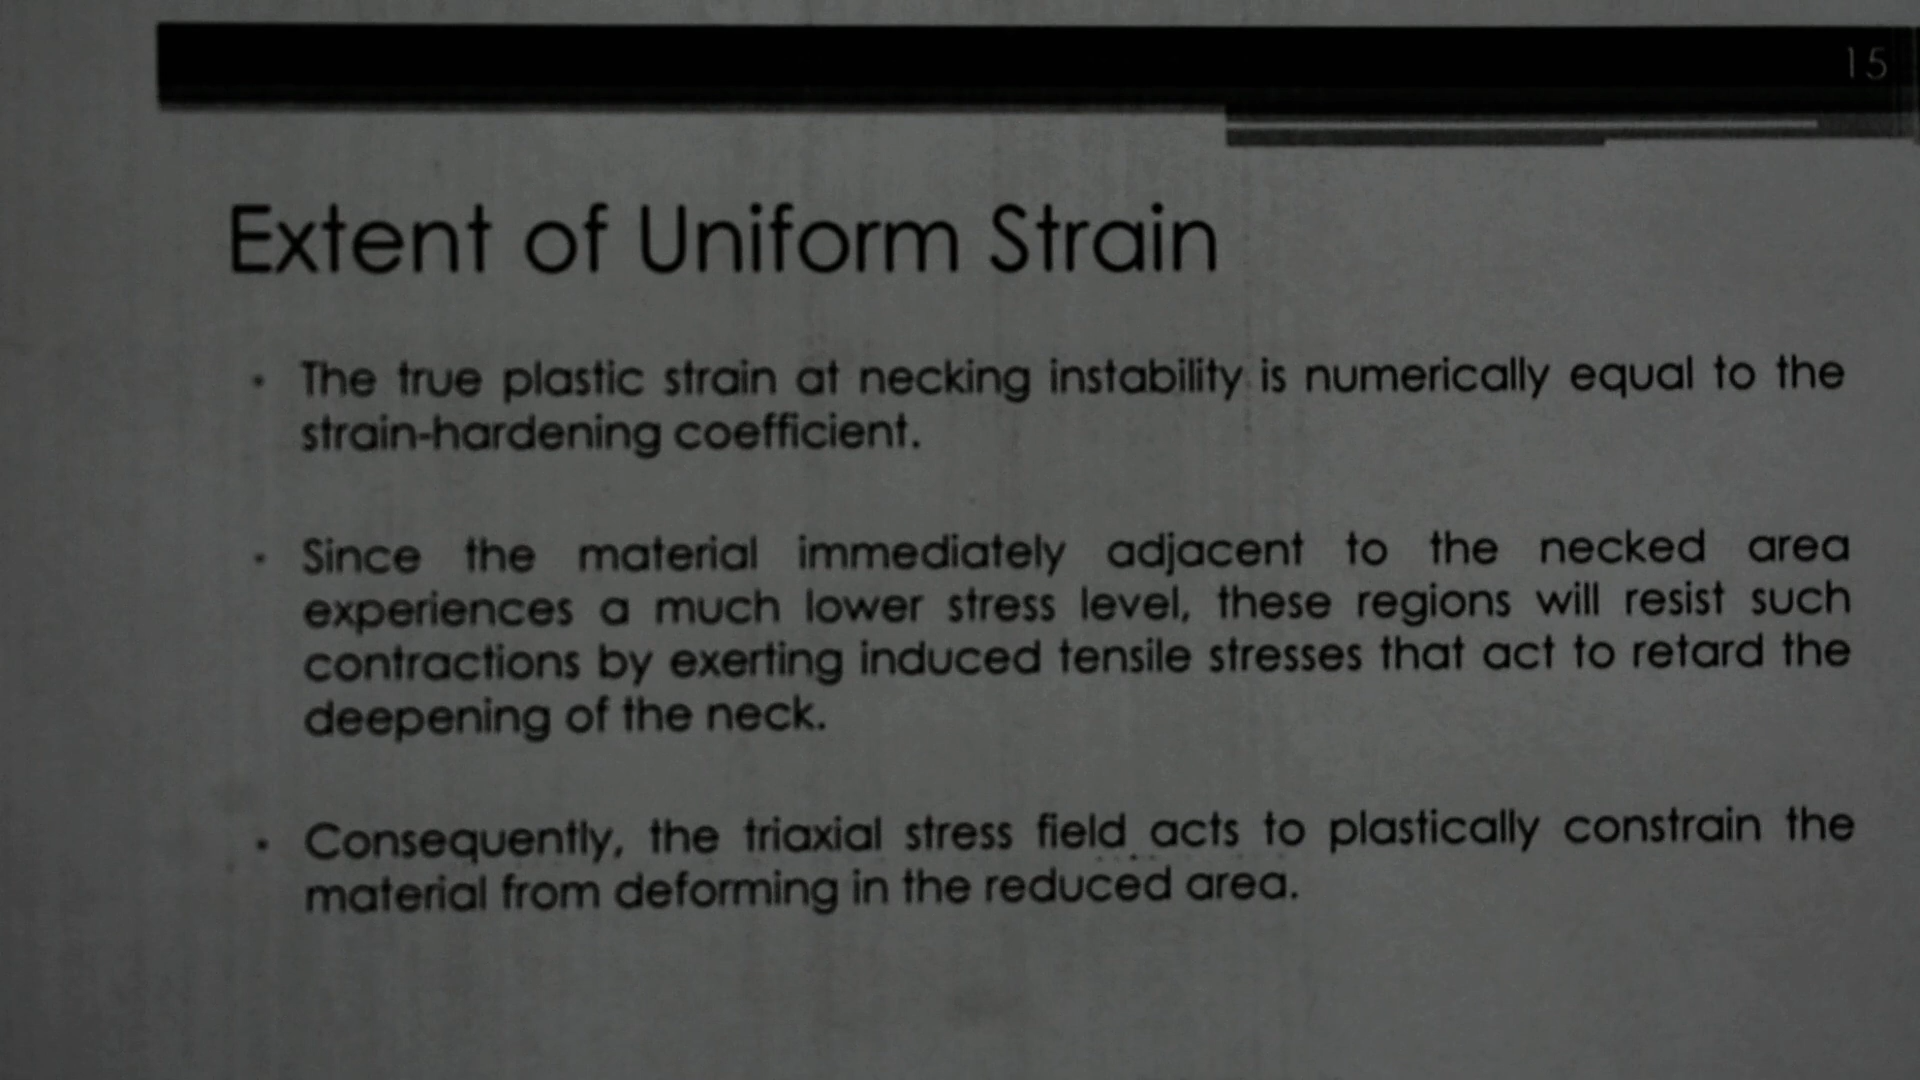 15
Extent of Uniform Strain
• The true plastic strain at necking instability is numerically equal to the
strain-hardening coefficient.
• Since the material immediately adjacent to the necked area
experiences a much lower stress level, these regions will resist such
contractions by exerting induced tensile stresses that act to retard the
deepening of the neck.
• Consequently, the triaxial stress field acts to plastically constrain the
material from deforming in the reduced area.